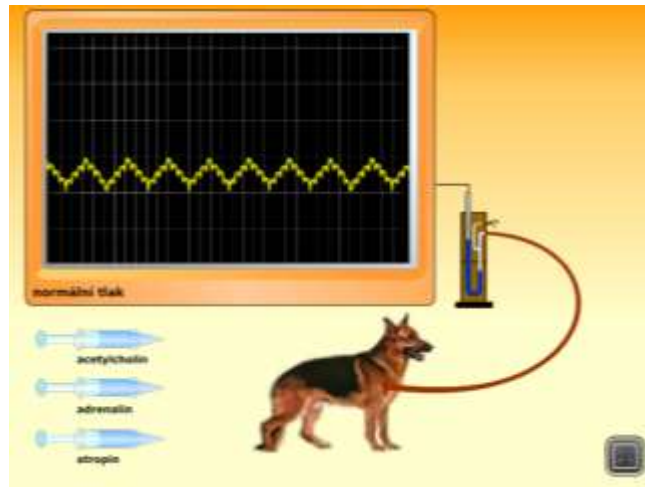 normální tlak
acetylcholin
adrenalin
atropin